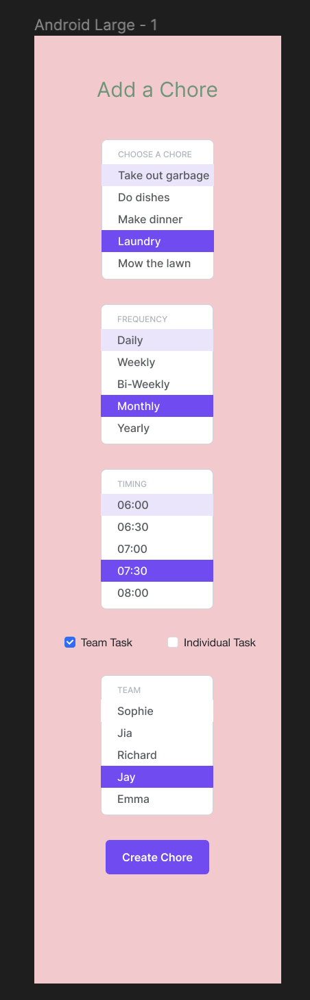 Android Large - 1
Add a Chore
CHOOSE A CHORE
Take out garbage
Do dishes
Make dinner
Laundry
Mow the lawn
FREQUENCY
Daily
Weekly
Bi-Weekly
Monthly
Yearly
TIMING
06:00
06:30
07:00
07:30
08:00
Team Task Individual Task
TEAM
Sophie
Jia
Richard
Jay
Emma
Create Chore